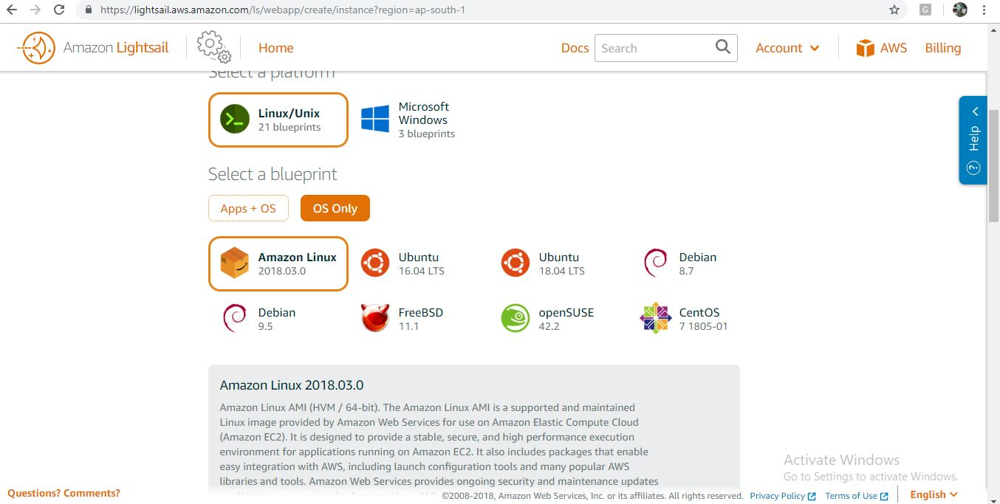 https://lightsail.aws.amazon.com/ls/webapp/create/instance?region=ap-south-1
G
Amazon Lightsail
Home
Docs
Search
Account
AWS
Billing
Select a platform
Linux/Unix
21 blueprints
Microsoft
Windows
3 blueprints
Help
?
Select a blueprint
Apps + OS
OS Only
Amazon Linux
2018.03.0
Ubuntu
16.04 LTS
Ubuntu
18.04 LTS
Debian
8.7
Debian
9.5
FreeBSD
11.1
openSUSE
42.2
CentOS
7 1805-01
Amazon Linux 2018.03.0
Amazon Linux AMI (HVM / 64-bit). The Amazon Linux AMI is a supported and maintained
Linux image provided by Amazon Web Services for use on Amazon Elastic Compute Cloud
(Amazon EC2). It is designed to provide a stable, secure, and high performance execution
environment for applications running on Amazon EC2. It also includes packages that enable
easy integration with AWS, including launch configuration tools and many popular AWS
libraries and tools. Amazon Web Services provides ongoing security and maintenance updates
Activate Windows
Go to Settings to activate Windows.
Questions? Comments?
©2008-2018, Amazon Web Services, Inc. or its affiliates. All rights reserved.
Privacy Policy
Terms of Use
English